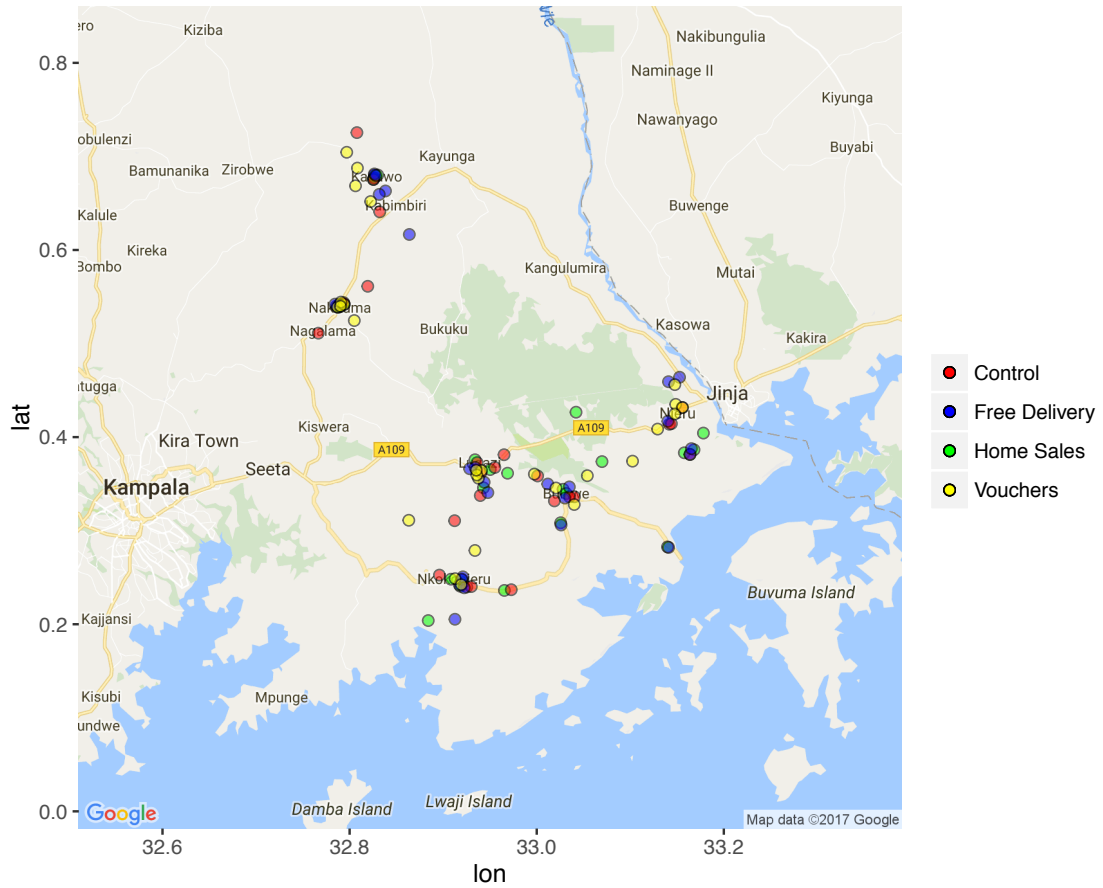 Kiziba
Nakibungulia
0.8
Naminage II
Kiyunga
Nawanyago
obulenzi
Buvabi
Kayunga
Bamunanika
Zirobwe
Kabimbiri
Buwenge
Kalule
0.6
Kireka
Bombo
Kangulumira
Mutai
Nagalama
Bukuku
Kasowa
Kakira
lat
Jinja
0.4
Kira Town
Kiswera
A109
A109
Seeta
Kampala
Control
Free Delivery
Home Sales
Vouchers
Buvuma Island
0.2
Kajjansi
Kisubi
Mpunge
undwe
0.0
Google
Damba Island
Lwaji Island
Map data ©2017 Google
32.6
32.8
33.0
33.2
lon